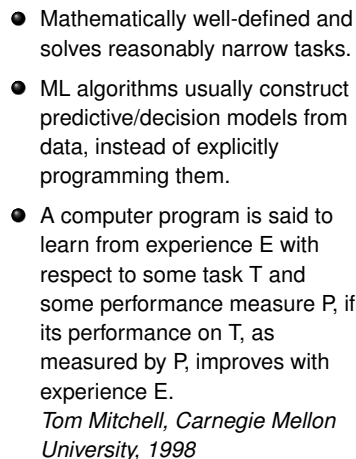 Mathematically well-defined and
solves reasonably narrow tasks.
ML algorithms usually construct
predictive/decision models from
data, instead of explicitly
programming them.
A computer program is said to
learn from experience E with
respect to some task T and
some performance measure P, if
its performance on T, as
measured by P, improves with
experience E.
Tom Mitchell, Carnegie Mellon
University, 1998